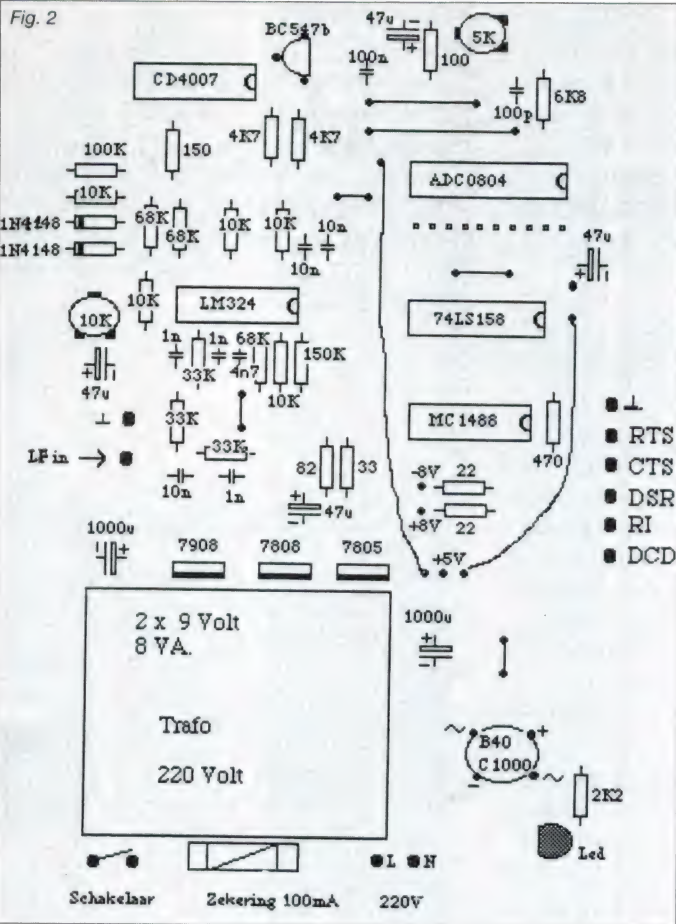 Fig. 2
BC547b
47u
5K
100n
100
CD4007
6K8
100p
4K7
4K7
150
100K
ADC0804
10K
1N4148
68K
68K
10K
10K
10n
10n
1N4148
47u
10K
LM324
10K
74LS158
1n
1n
68K
150K
33K
4n7
10K
47u
33K
MC1488
⊥
⊥
RTS
LF in →
33K
82
33
470
CTS
10n
1n
-8V
22
DSR
47u
+8V
22
RI
1000u
7908
7808
7805
+5V
DCD
2 x 9 Volt
8 VA.
1000u
Trafo
220 Volt
B40
C1000
2K2
Led
L
N
Schakelaar
Zekering 100mA
220V